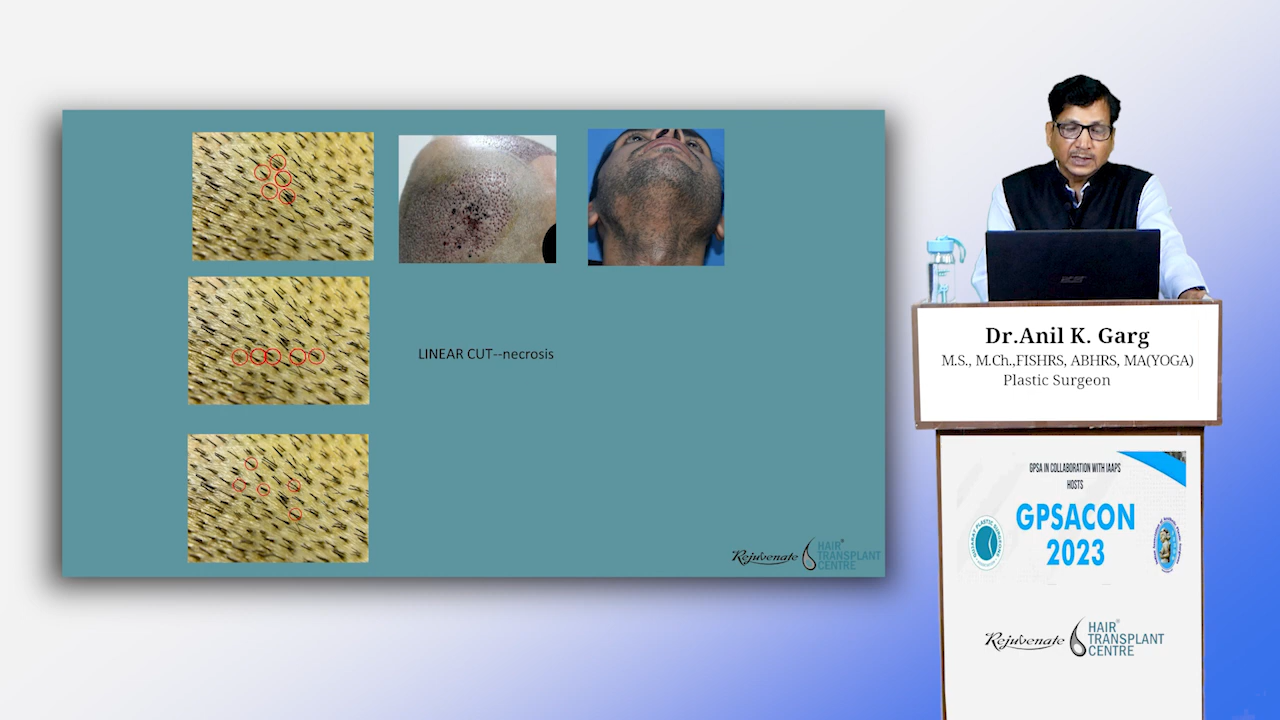 LINEAR CUT--necrosis
Rejuvenate
HAIR
TRANSPLANT
CENTRE
Dr.Anil K. Garg
M.S., M.Ch.,FISHRS, ABHRS, MA(YOGA)
Plastic Surgeon
GPSA IN COLLABORATION WITH IAAPS
HOSTS
GPSACON
2023
Rejuvenate
HAIR
TRANSPLANT
CENTRE